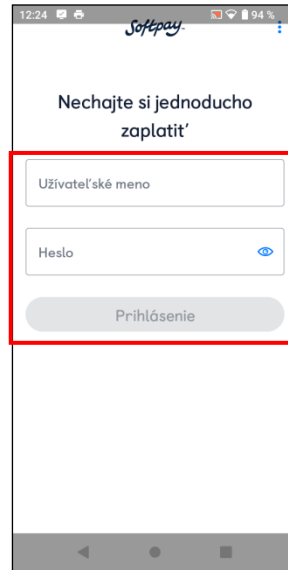 12:24 94 %
Softpay.
Nechajte si jednoducho
zaplatiť
Užívateľské meno
Heslo
Prihlásenie